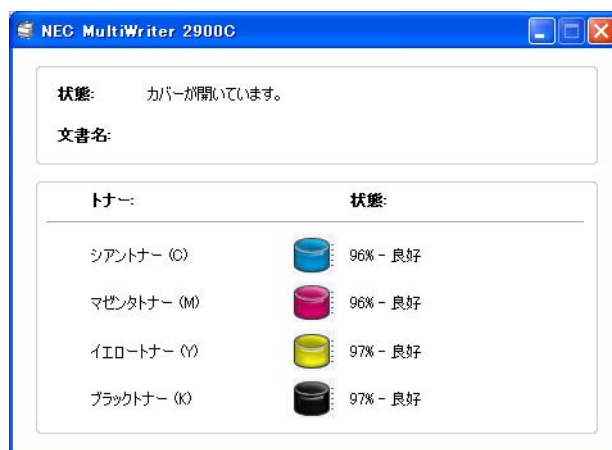 NEC MultiWriter 2900C
状態: カバーが開いています。
文書名:
トナー: 状態:
シアントナー (C) 96% - 良好
マゼンタトナー (M) 96% - 良好
イエロートナー (Y) 97% - 良好
ブラックトナー (K) 97% - 良好